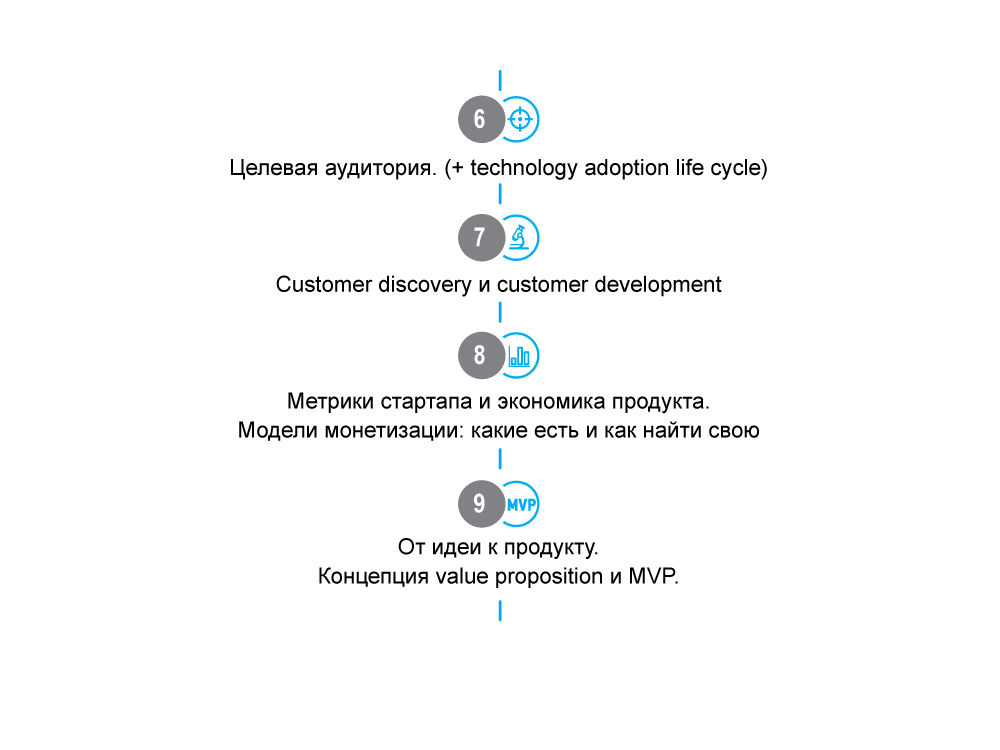 6
Целевая аудитория. (+ technology adoption life cycle)
7
Customer discovery и customer development
8
Метрики стартапа и экономика продукта.
Модели монетизации: какие есть и как найти свою
9 MVP
От идеи к продукту.
Концепция value proposition и MVP.